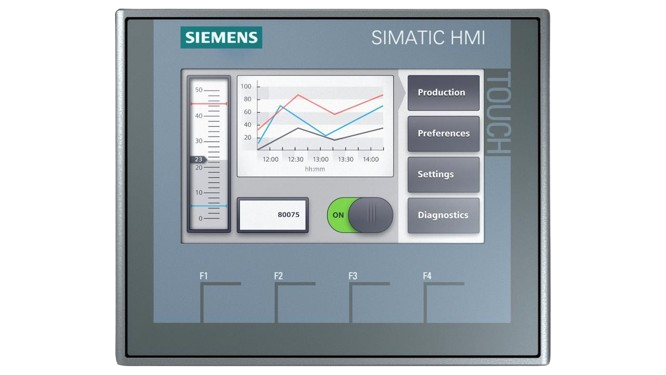 SIEMENS
SIMATIC HMI
TOUCH
50
40
30
23
20
10
0
100
80
60
40
20
12:00 12:30 13:00 13:30 14:00
hh:mm
80075
ON
Production
Preferences
Settings
Diagnostics
F1 F2 F3 F4